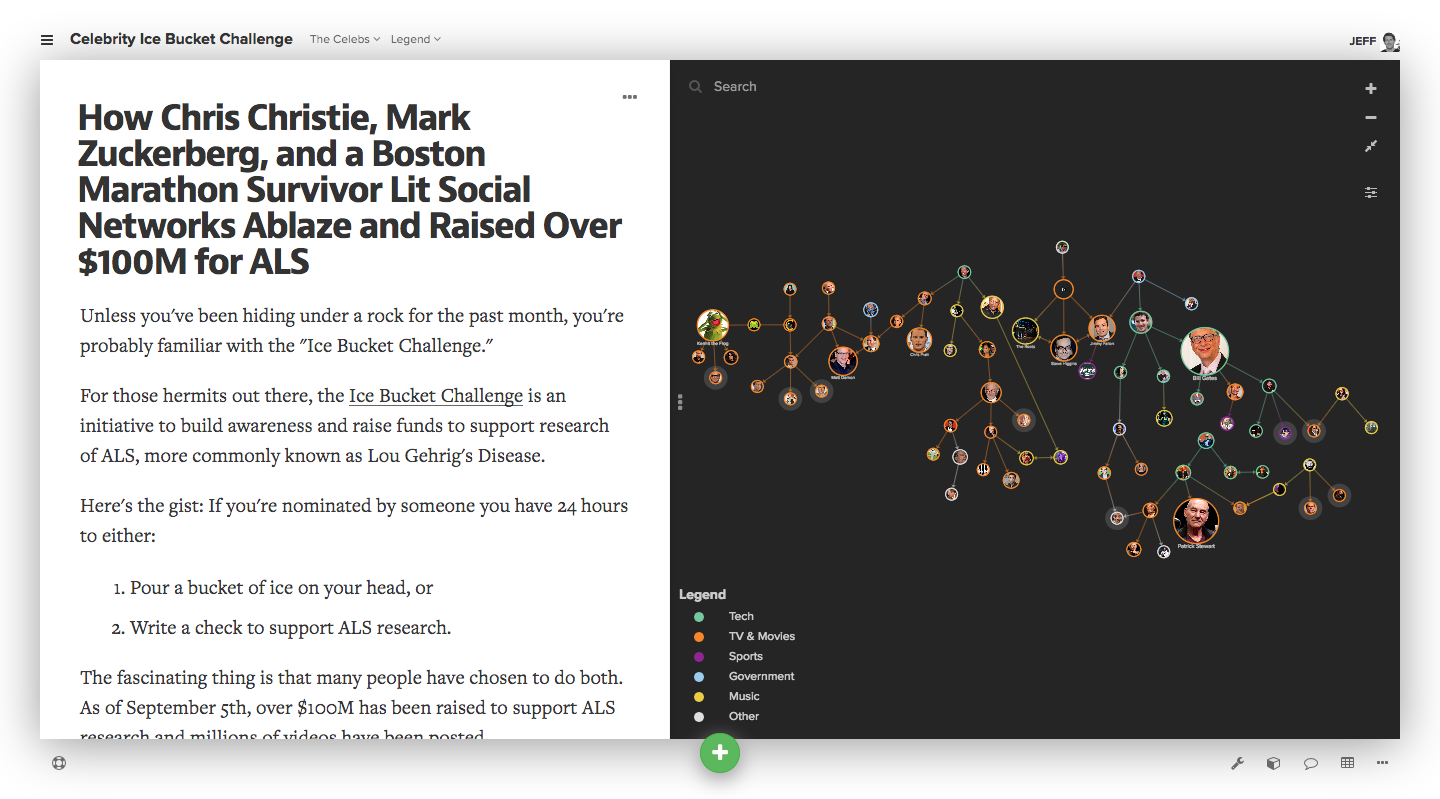 Celebrity Ice Bucket Challenge
The Celebs
Legend
JEFF
How Chris Christie, Mark
Zuckerberg, and a Boston
Marathon Survivor Lit Social
Networks Ablaze and Raised Over
$100M for ALS
Unless you've been hiding under a rock for the past month, you're
probably familiar with the "Ice Bucket Challenge."
For those hermits out there, the Ice Bucket Challenge is an
initiative to build awareness and raise funds to support research
of ALS, more commonly known as Lou Gehrig's Disease.
Here's the gist: If you're nominated by someone you have 24 hours
to either:
1. Pour a bucket of ice on your head, or
2. Write a check to support ALS research.
The fascinating thing is that many people have chosen to do both.
As of September 5th, over $100M has been raised to support ALS
research and millions of videos have been posted
Search
Kermit the Frog
Matt Damon
Chris Pratt
The Roots
Steve Higgins
Jimmy Fallon
Bill Gates
Patrick Stewart
Legend
Tech
TV & Movies
Sports
Government
Music
Other